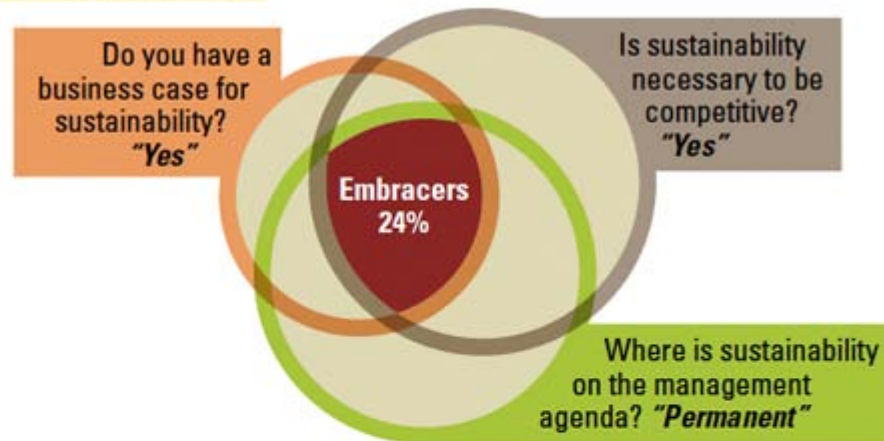 Do you have a
business case for
sustainability?
"Yes"
Is sustainability
necessary to be
competitive?
"Yes"
Embracers
24%
Where is sustainability
on the management
agenda? "Permanent"